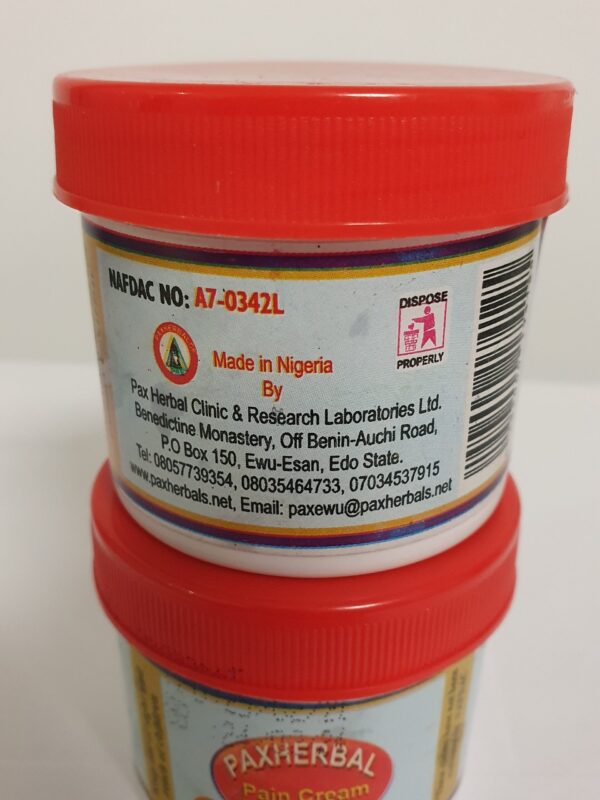 NAFDAC NO: A7-0342L
DISPOSE
PROPERLY
Made in Nigeria
By
Pax Herbal Clinic & Research Laboratories Ltd.
Benedictine Monastery, Off Benin-Auchi Road,
P.O Box 150, Ewu-Esan, Edo State.
Tel: 08057739354, 08035464733, 07034537915
www.paxherbals.net, Email: paxewu@paxherbals.net
PAXHERBAL
Pain Cream